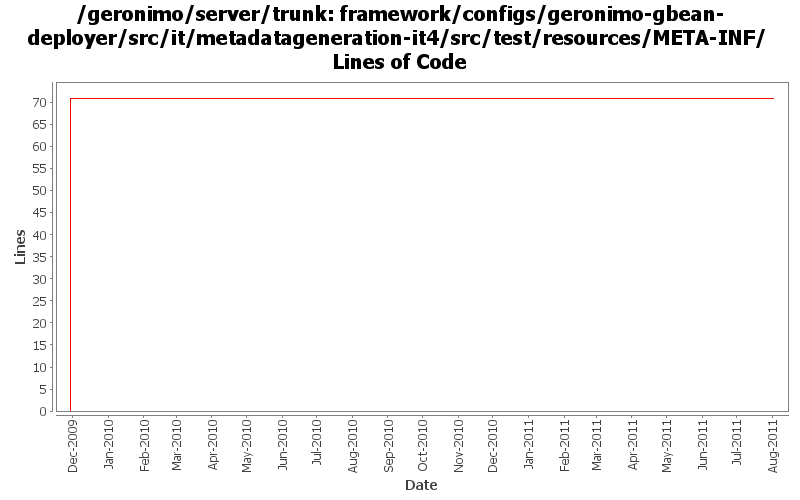 /geronimo/server/trunk: framework/configs/geronimo-gbean-
deployer/src/it/metadatageneration-it4/src/test/resources/META-INF/
Lines of Code
70
65
60
55
50
45
40
35
30
25
20
15
10
5
0
Lines
Dec-2009
Jan-2010
Feb-2010
Mar-2010
Apr-2010
May-2010
Jun-2010
Jul-2010
Aug-2010
Sep-2010
Oct-2010
Nov-2010
Dec-2010
Jan-2011
Feb-2011
Mar-2011
Apr-2011
May-2011
Jun-2011
Jul-2011
Aug-2011
Date